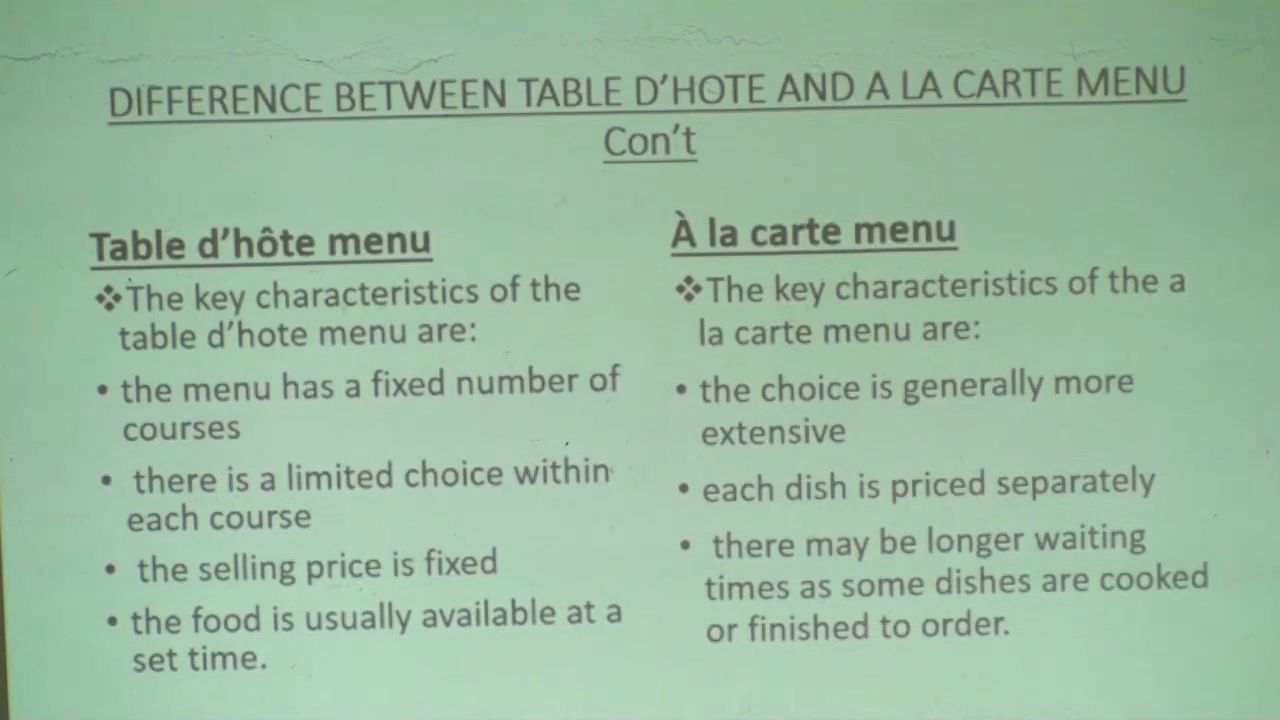 DIFFERENCE BETWEEN TABLE D'HOTE AND A LA CARTE MENU
Con't
Table d'hôte menu
❖The key characteristics of the
table d'hote menu are:
• the menu has a fixed number of
courses
• there is a limited choice within
each course
• the selling price is fixed
• the food is usually available at a
set time.
À la carte menu
❖The key characteristics of the a
la carte menu are:
• the choice is generally more
extensive
• each dish is priced separately
• there may be longer waiting
times as some dishes are cooked
or finished to order.